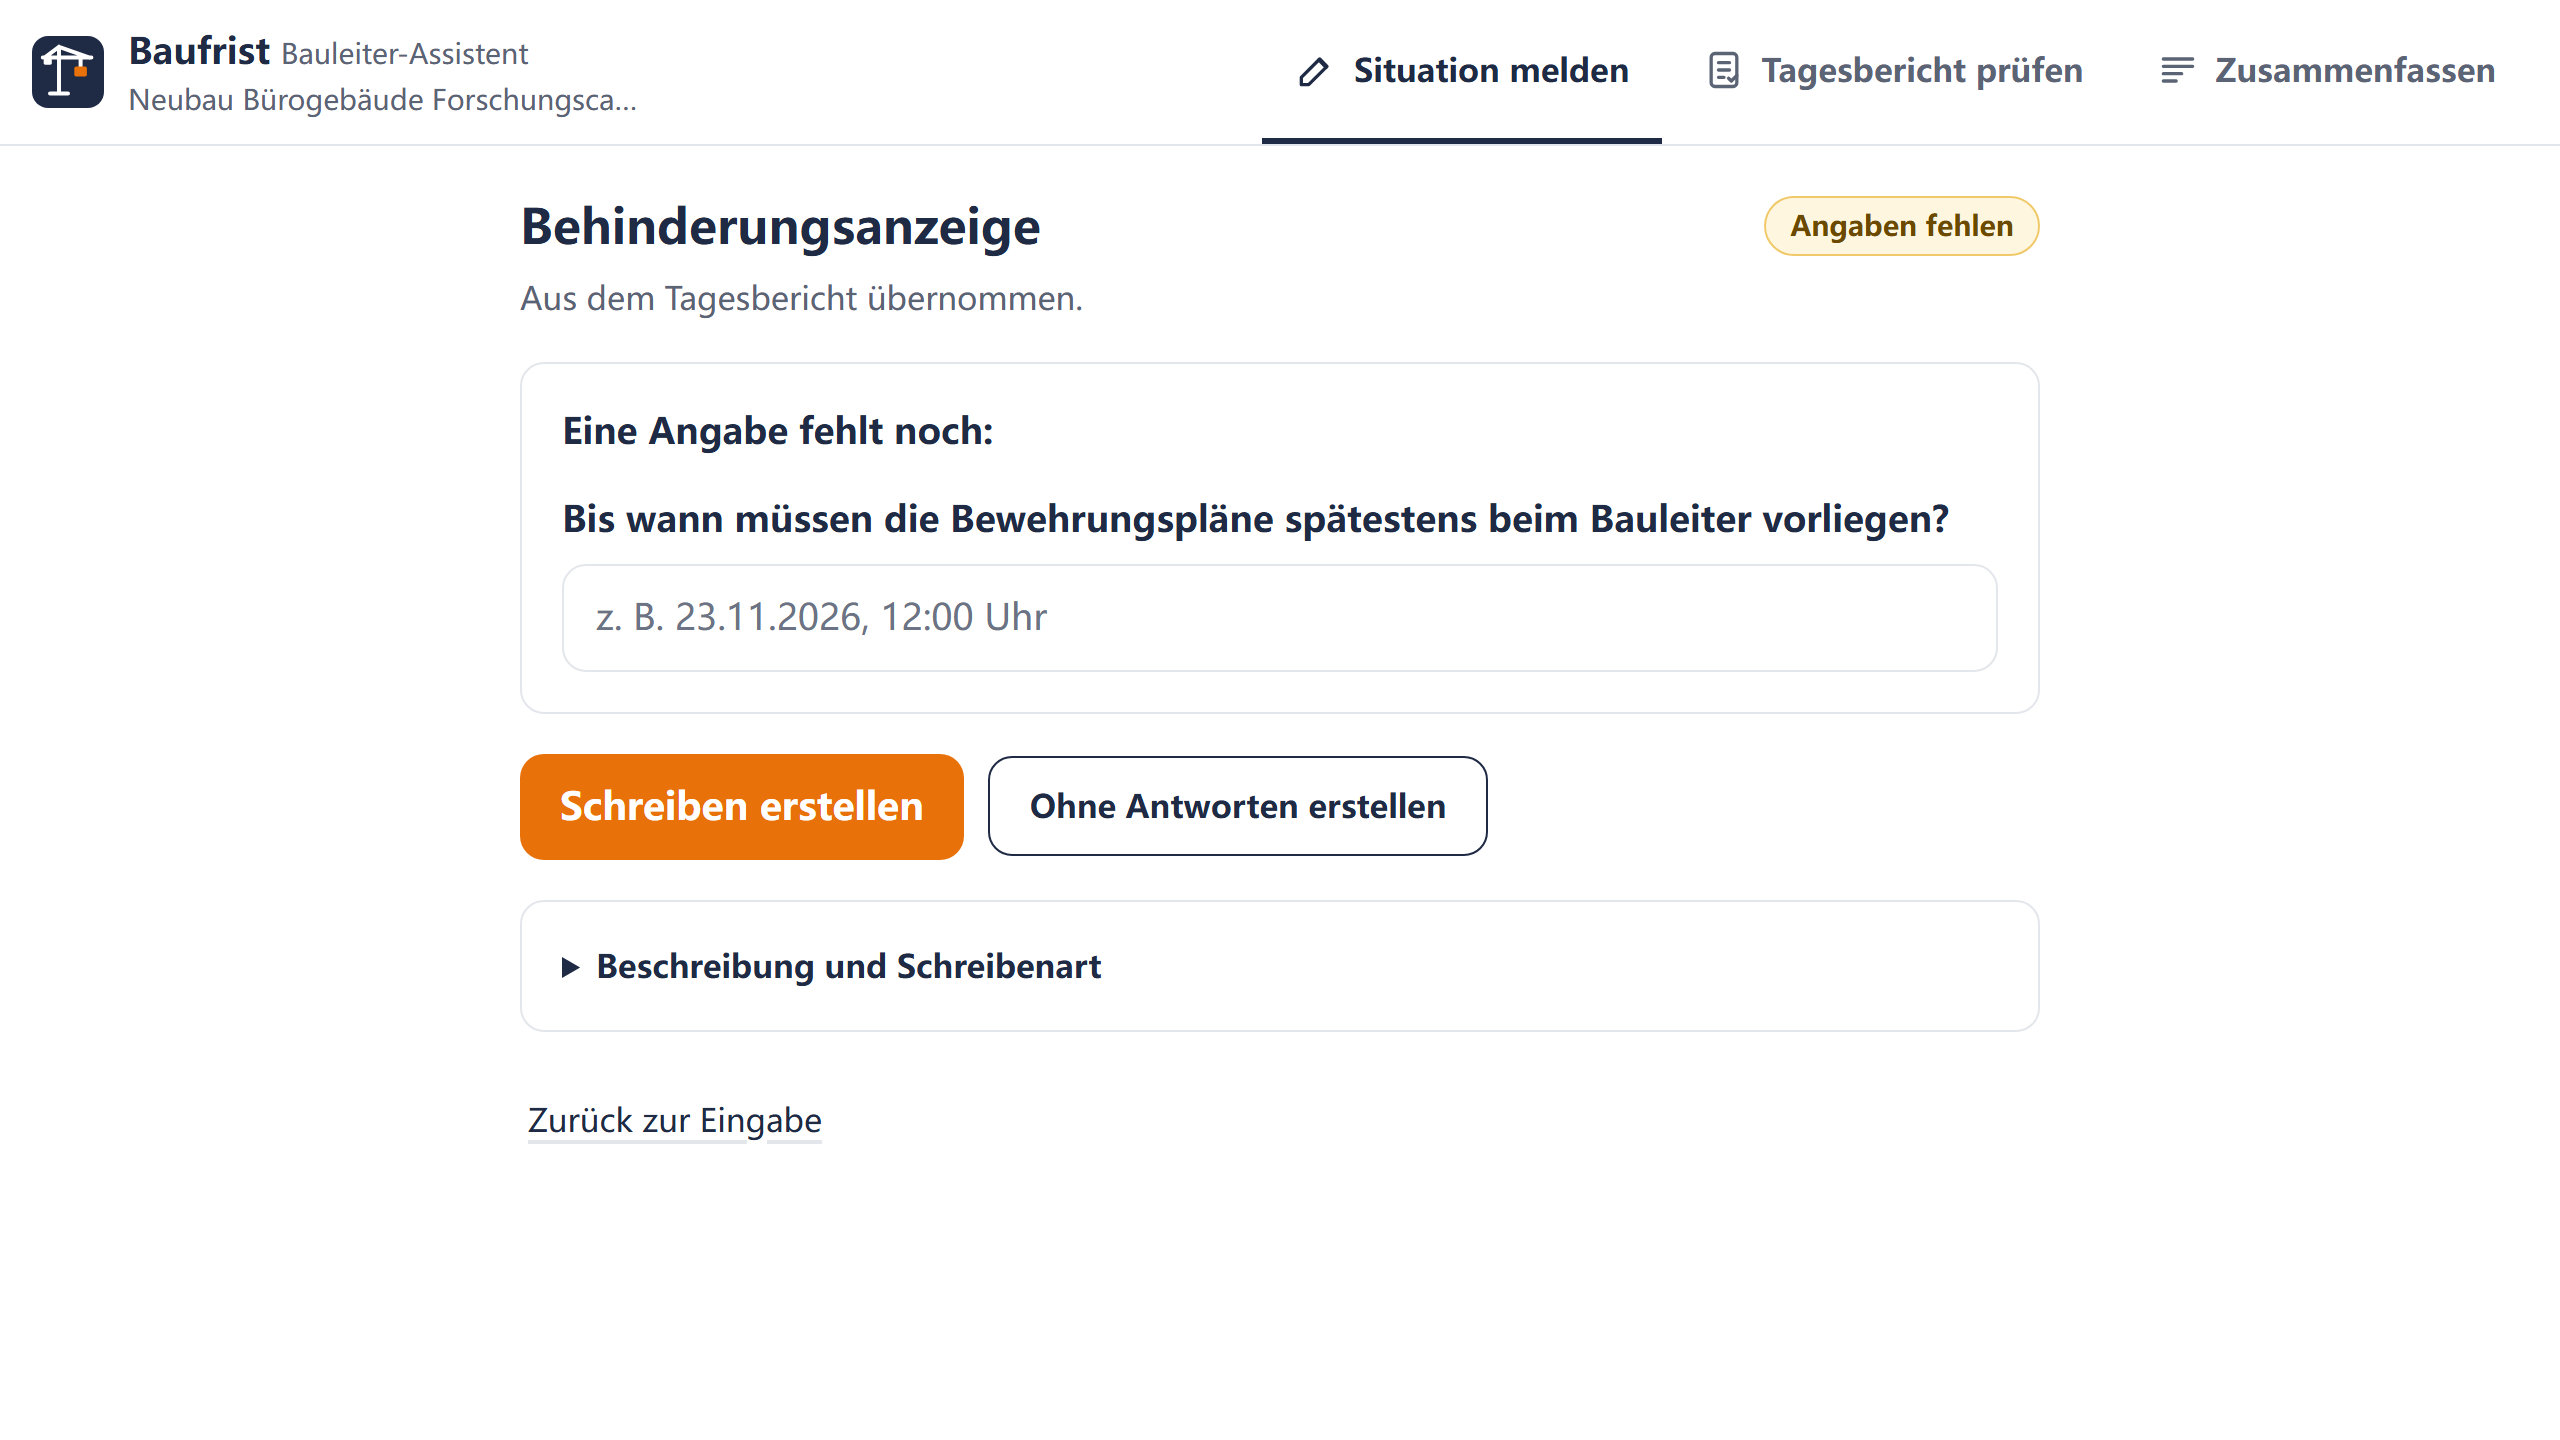 Baufrist Bauleiter-Assistent
Neubau Bürogebäude Forschungsca...
Situation melden
Tagesbericht prüfen
Zusammenfassen
Behinderungsanzeige
Angaben fehlen
Aus dem Tagesbericht übernommen.
Eine Angabe fehlt noch:
Bis wann müssen die Bewehrungspläne spätestens beim Bauleiter vorliegen?
z. B. 23.11.2026, 12:00 Uhr
Schreiben erstellen
Ohne Antworten erstellen
Beschreibung und Schreibenart
Zurück zur Eingabe